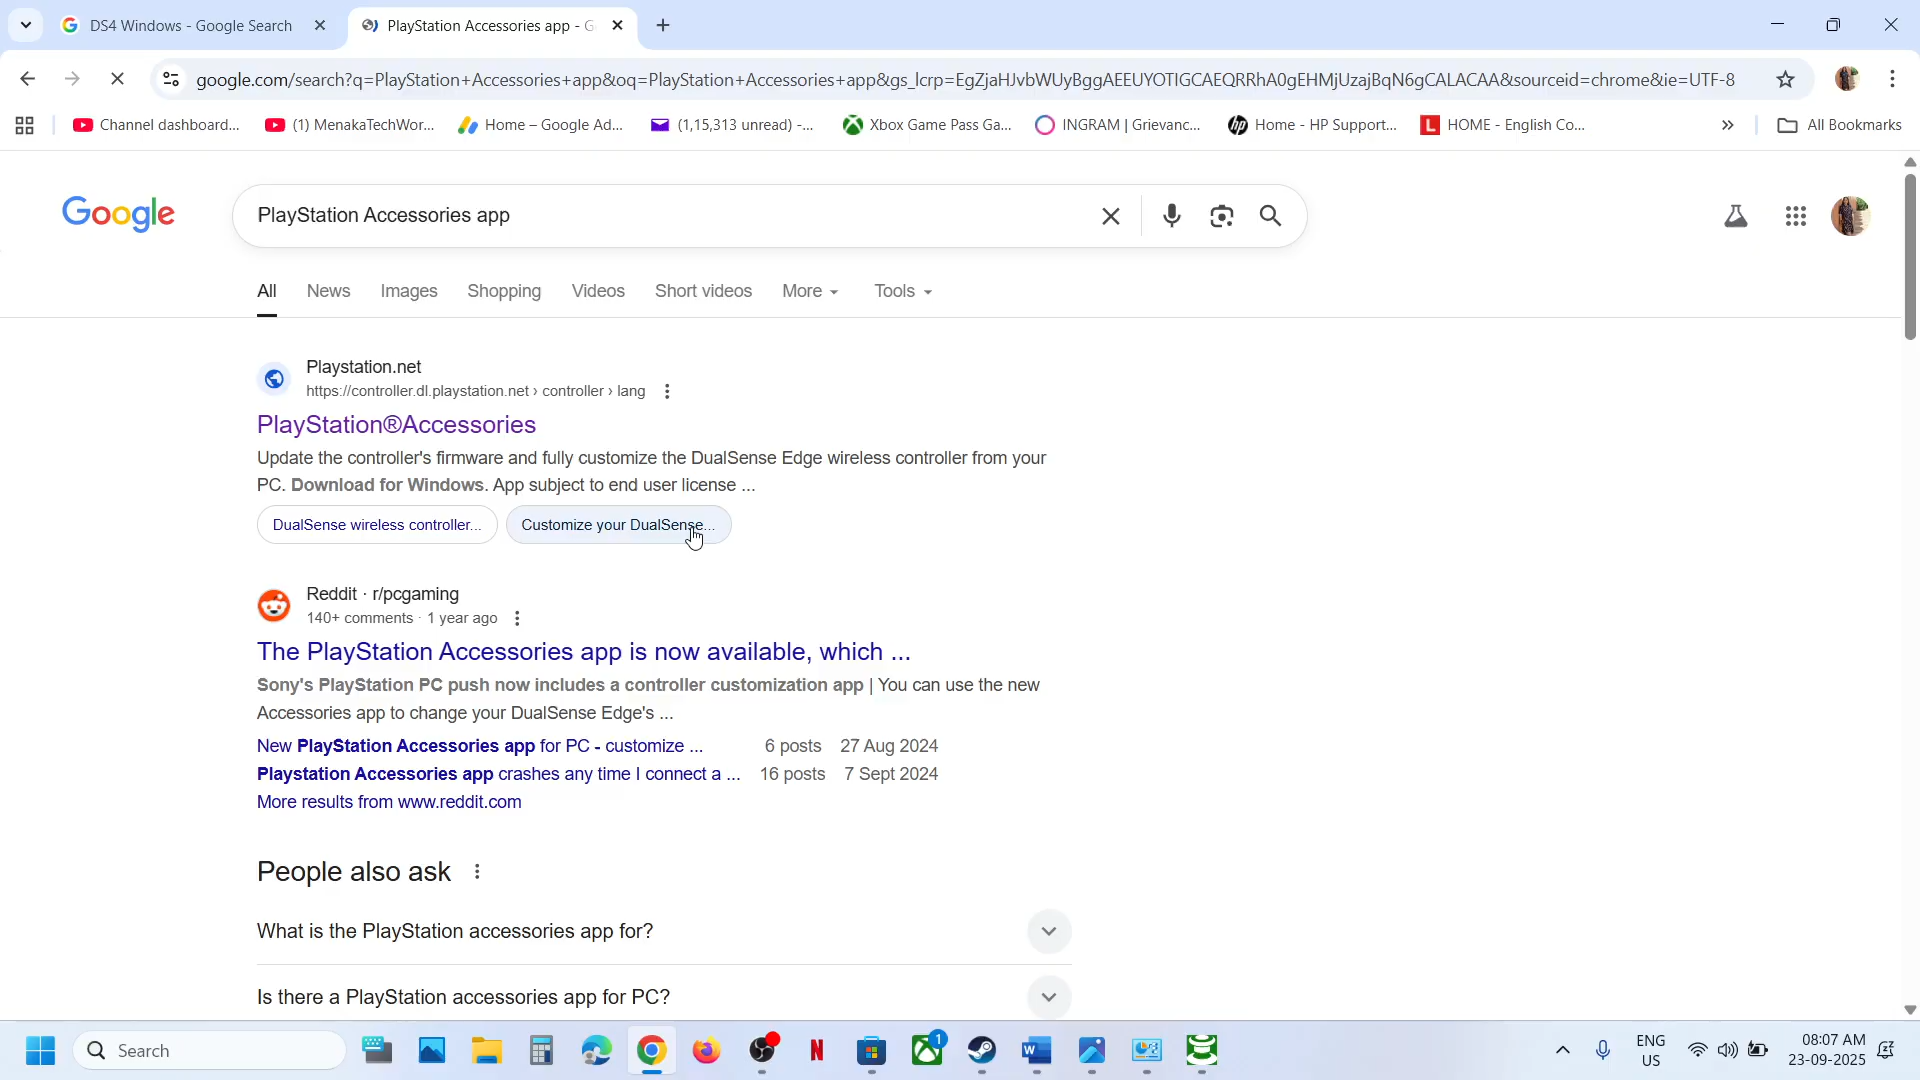 DS4 Windows - Google Search
PlayStation Accessories app - G
google.com/search?q=PlayStation+Accessories+app&oq=PlayStation+Accessories+app&gs_lcrp=EgZjaHJvbWUyBggAEEUYOTIGCAEQRRhA0gEHMjUzajBqN6gCALACAA&sourceid=chrome&ie=UTF-8
Channel dashboard...
(1) MenakaTechWor...
Home – Google Ad...
(1,15,313 unread) -...
Xbox Game Pass Ga...
INGRAM | Grievanc...
Home - HP Support...
HOME - English Co...
All Bookmarks
Google
PlayStation Accessories app
All
News
Images
Shopping
Videos
Short videos
More
Tools
Playstation.net
https://controller.dl.playstation.net › controller › lang
PlayStation®Accessories
Update the controller's firmware and fully customize the DualSense Edge wireless controller from your
PC. Download for Windows. App subject to end user license ...
DualSense wireless controller...
Customize your DualSense...
Reddit · r/pcgaming
140+ comments · 1 year ago
The PlayStation Accessories app is now available, which ...
Sony's PlayStation PC push now includes a controller customization app | You can use the new
Accessories app to change your DualSense Edge's ...
New PlayStation Accessories app for PC - customize ... 6 posts 27 Aug 2024
Playstation Accessories app crashes any time I connect a ... 16 posts 7 Sept 2024
More results from www.reddit.com
People also ask
What is the PlayStation accessories app for?
Is there a PlayStation accessories app for PC?
Search
1
ENG
US
08:07 AM
23-09-2025